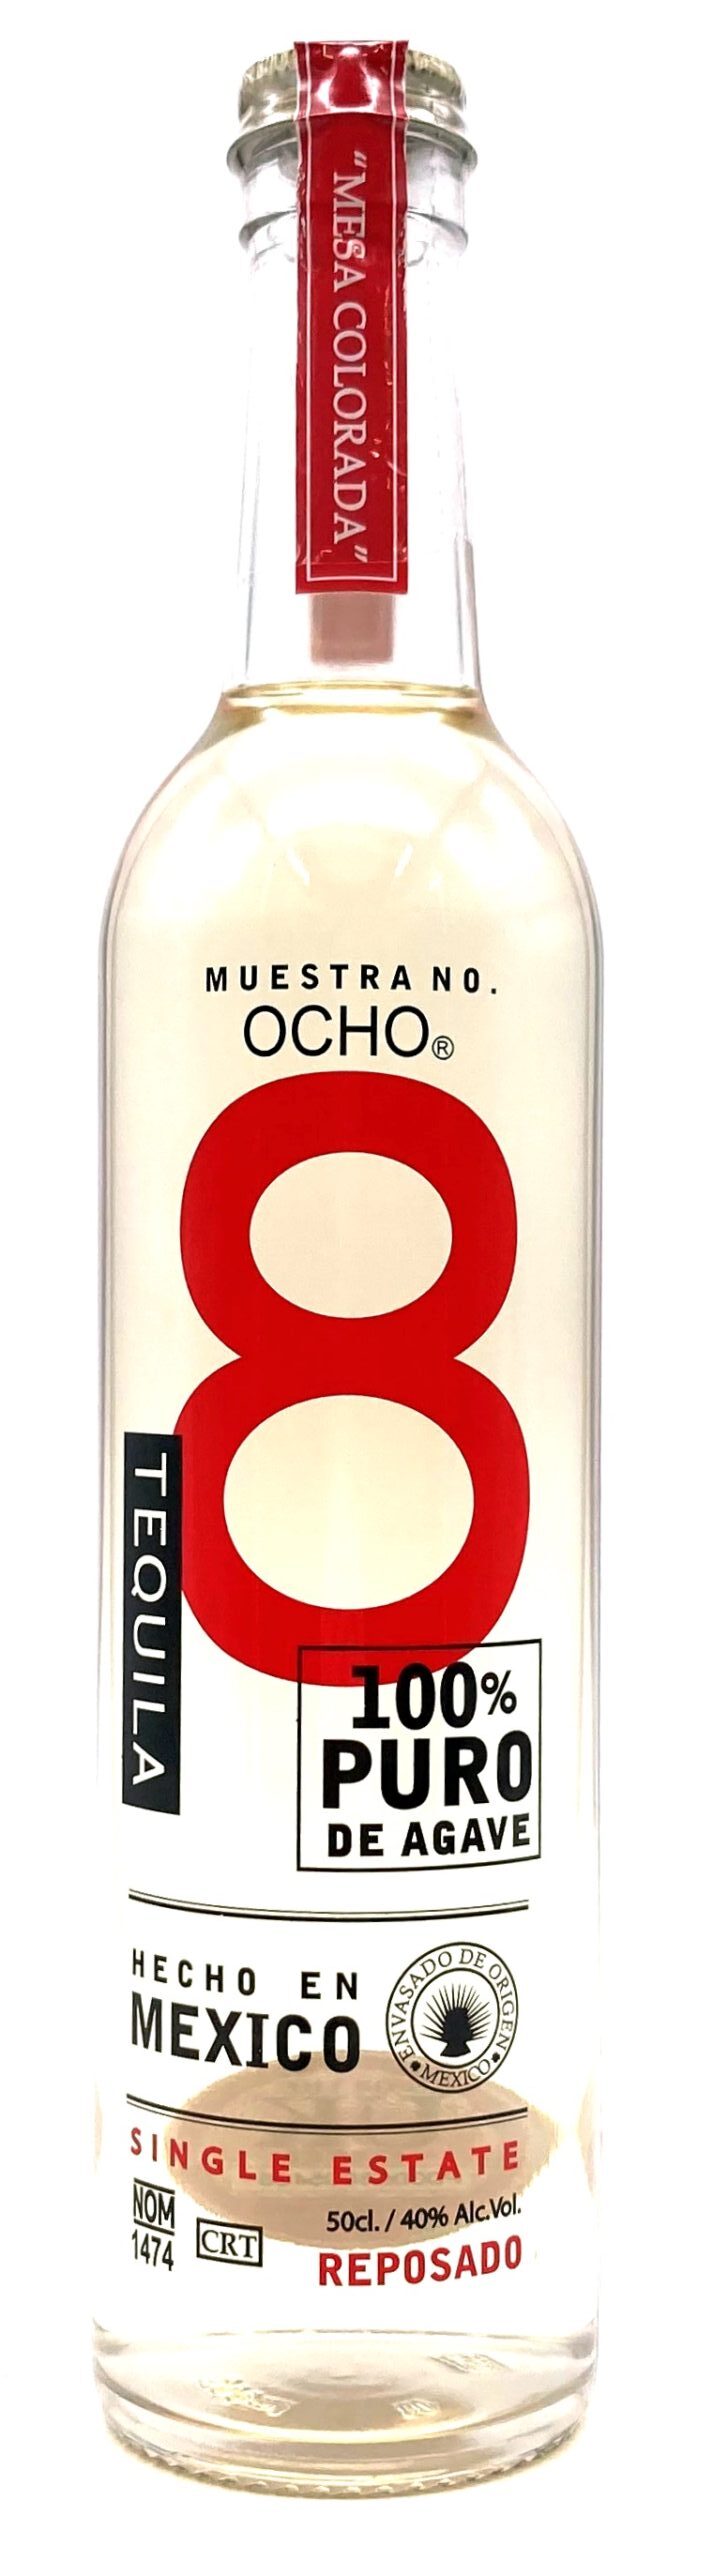 "MESA COLORADA"
MUESTRA NO.
OCHO®
8
TEQUILA
100%
PURO
DE AGAVE
HECHO EN
MEXICO
ENVASADO DE ORIGEN
MEXICO
SINGLE ESTATE
NOM
1474
CRT
50cl. / 40% Alc.Vol.
REPOSADO